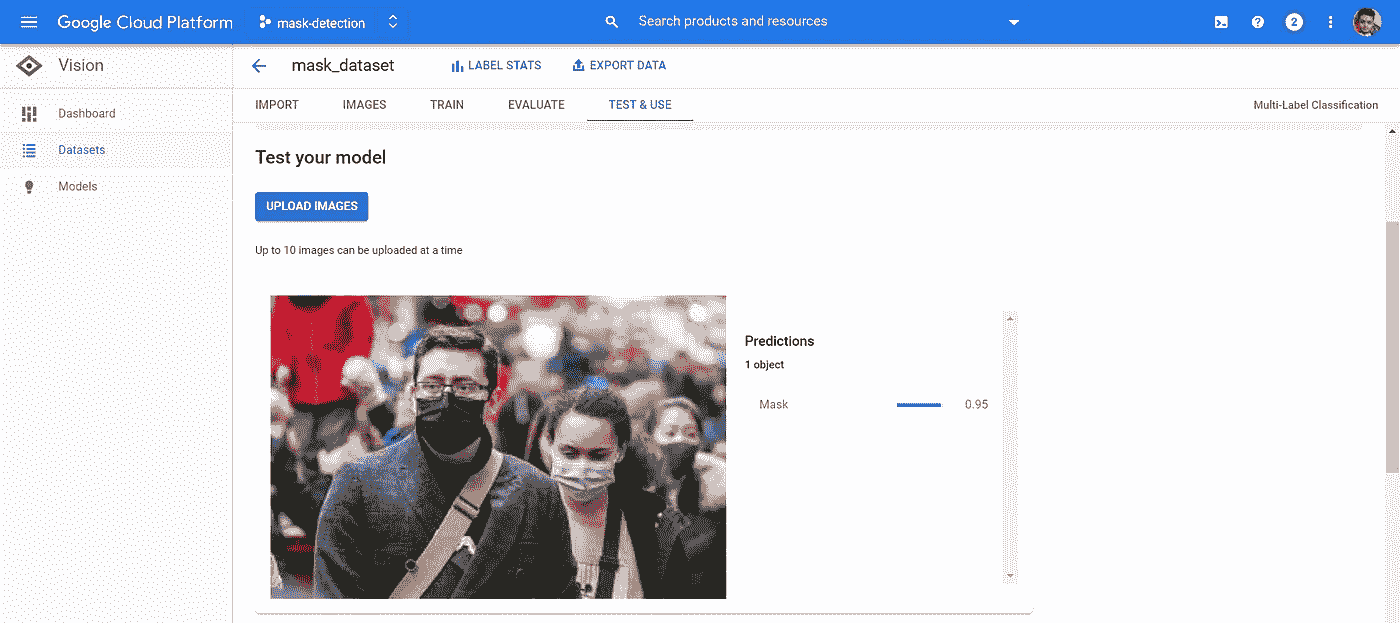 Google Cloud Platform mask-detection Search products and resources 2
Vision mask_dataset LABEL STATS EXPORT DATA
IMPORT IMAGES TRAIN EVALUATE TEST & USE Multi-Label Classification
Dashboard
Datasets
Models
Test your model
UPLOAD IMAGES
Up to 10 images can be uploaded at a time
Predictions
1 object
Mask 0.95